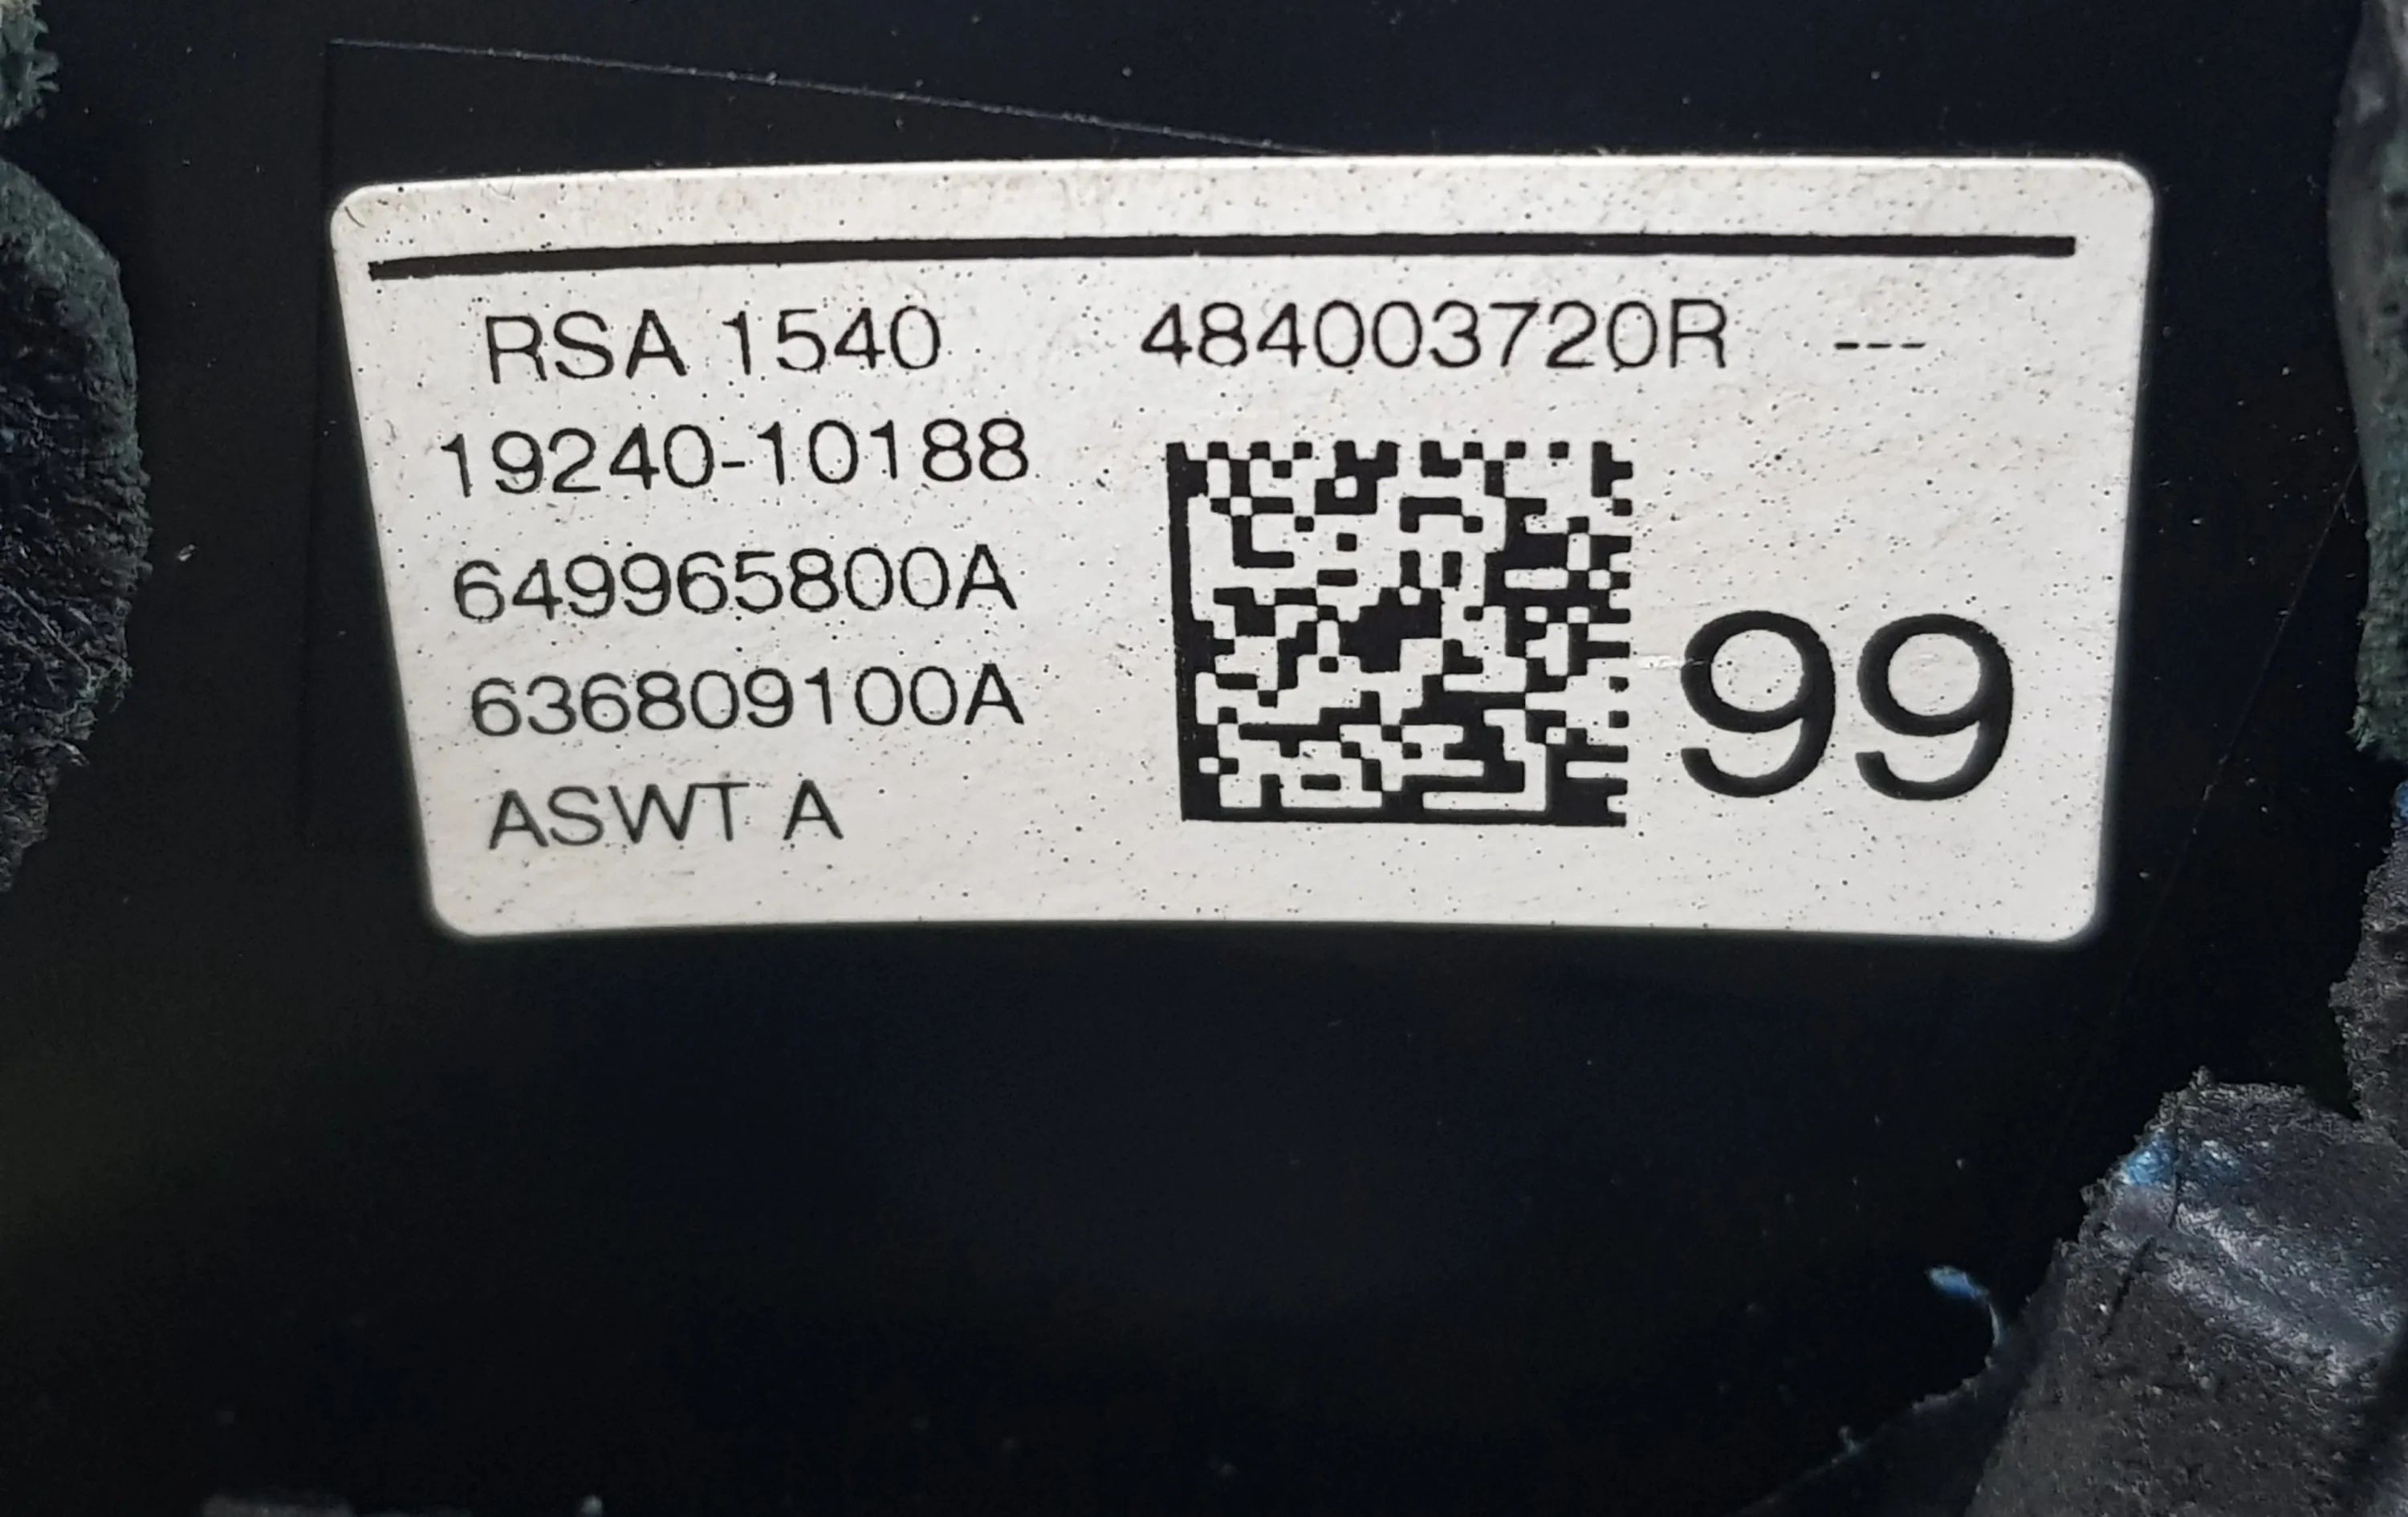 RSA 1540 484003720R ---
19240-10188
649965800A
636809100A
99
ASWT A